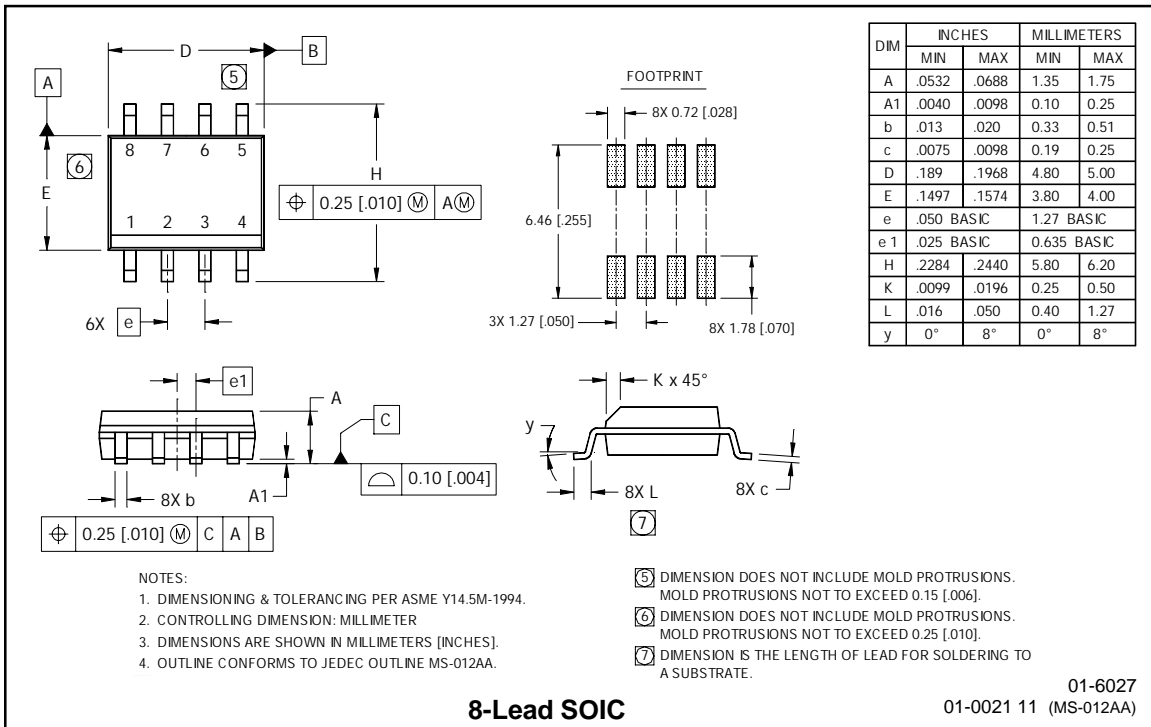 D
B
5
A
8 7 6 5
6
E
H
⌖ 0.25 [.010] Ⓜ A Ⓜ
1 2 3 4
6X e
FOOTPRINT
8X 0.72 [.028]
6.46 [.255]
3X 1.27 [.050]
8X 1.78 [.070]
DIM INCHES MILLIMETERS
MIN MAX MIN MAX
A .0532 .0688 1.35 1.75
A1 .0040 .0098 0.10 0.25
b .013 .020 0.33 0.51
c .0075 .0098 0.19 0.25
D .189 .1968 4.80 5.00
E .1497 .1574 3.80 4.00
e .050 BASIC 1.27 BASIC
e 1 .025 BASIC 0.635 BASIC
H .2284 .2440 5.80 6.20
K .0099 .0196 0.25 0.50
L .016 .050 0.40 1.27
y 0° 8° 0° 8°
e1
A
C
0.10 [.004]
8X b
A1
⌖ 0.25 [.010] Ⓜ C A B
K x 45°
y
8X L
8X c
7
NOTES:
1. DIMENSIONING & TOLERANCING PER ASME Y14.5M-1994.
2. CONTROLLING DIMENSION: MILLIMETER
3. DIMENSIONS ARE SHOWN IN MILLIMETERS [INCHES].
4. OUTLINE CONFORMS TO JEDEC OUTLINE MS-012AA.
5 DIMENSION DOES NOT INCLUDE MOLD PROTRUSIONS.
MOLD PROTRUSIONS NOT TO EXCEED 0.15 [.006].
6 DIMENSION DOES NOT INCLUDE MOLD PROTRUSIONS.
MOLD PROTRUSIONS NOT TO EXCEED 0.25 [.010].
7 DIMENSION IS THE LENGTH OF LEAD FOR SOLDERING TO
A SUBSTRATE.
8-Lead SOIC
01-6027
01-0021 11 (MS-012AA)